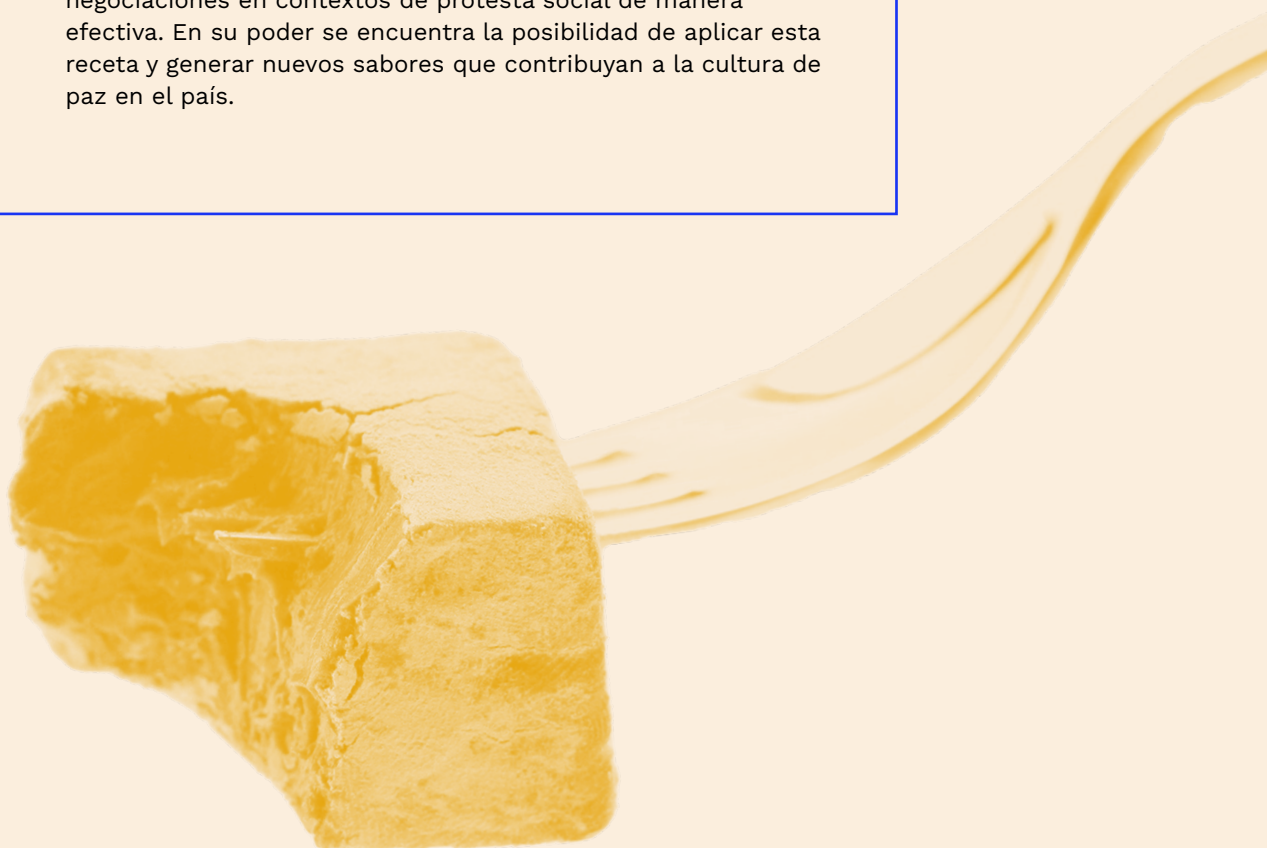 negociaciones en contextos de protesta social de manera
efectiva. En su poder se encuentra la posibilidad de aplicar esta
receta y generar nuevos sabores que contribuyan a la cultura de
paz en el país.